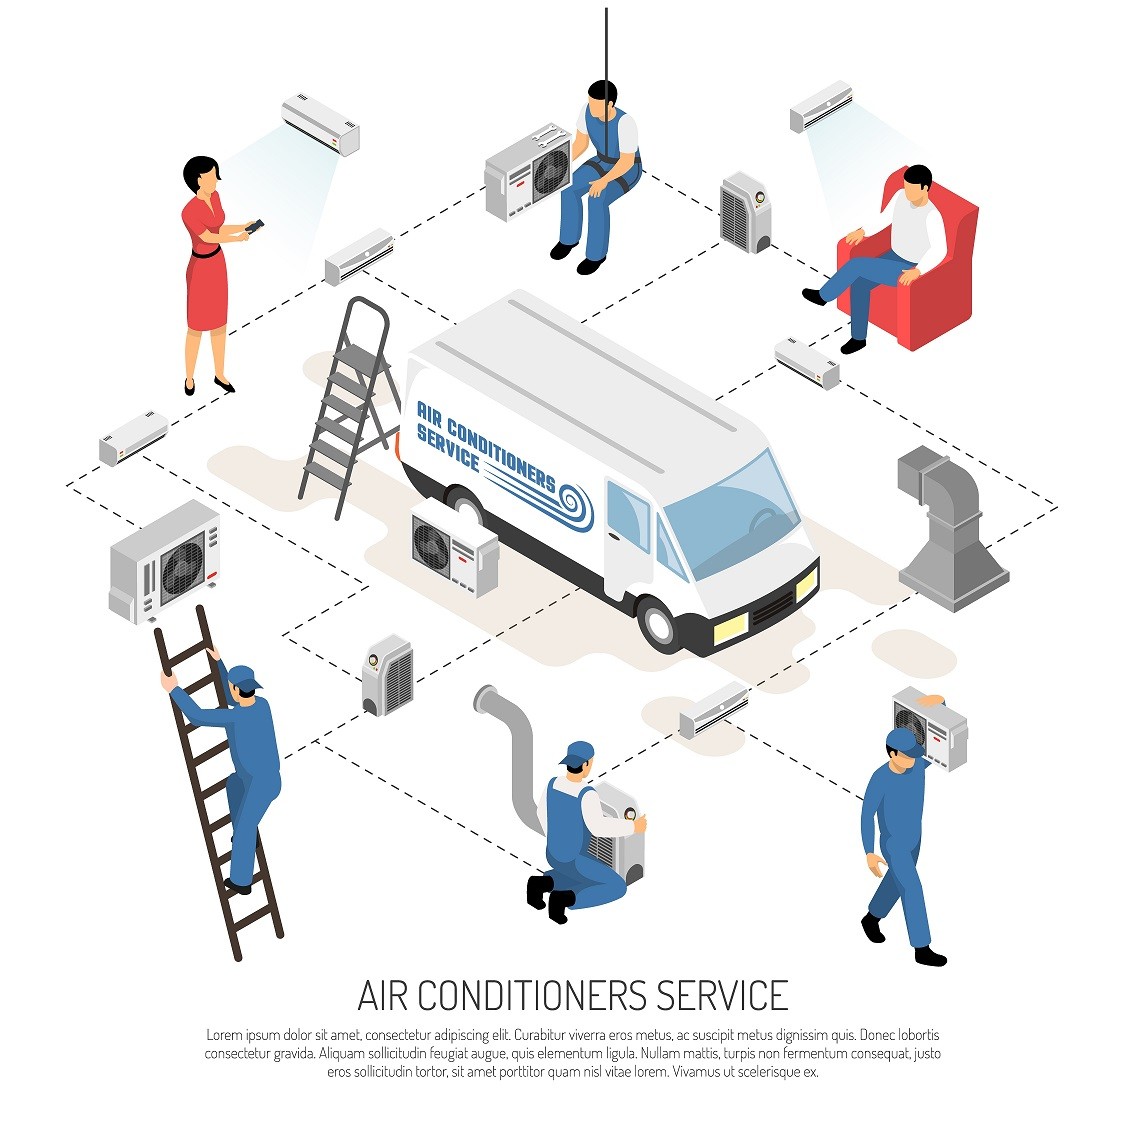 AIR CONDITIONERS
SERVICE
AIR CONDITIONERS SERVICE
Lorem ipsum dolor sit amet, consectetur adipiscing elit. Curabitur viverra eros metus, ac suscipit metus dignissim quis. Donec lobortis
consectetur gravida. Aliquam sollicitudin feugiat augue, quis elementum ligula. Nullam mattis, turpis non fermentum consequat, justo
eros sollicitudin tortor, sit amet porttitor quam nisl vitae lorem. Vivamus ut scelerisque ex.